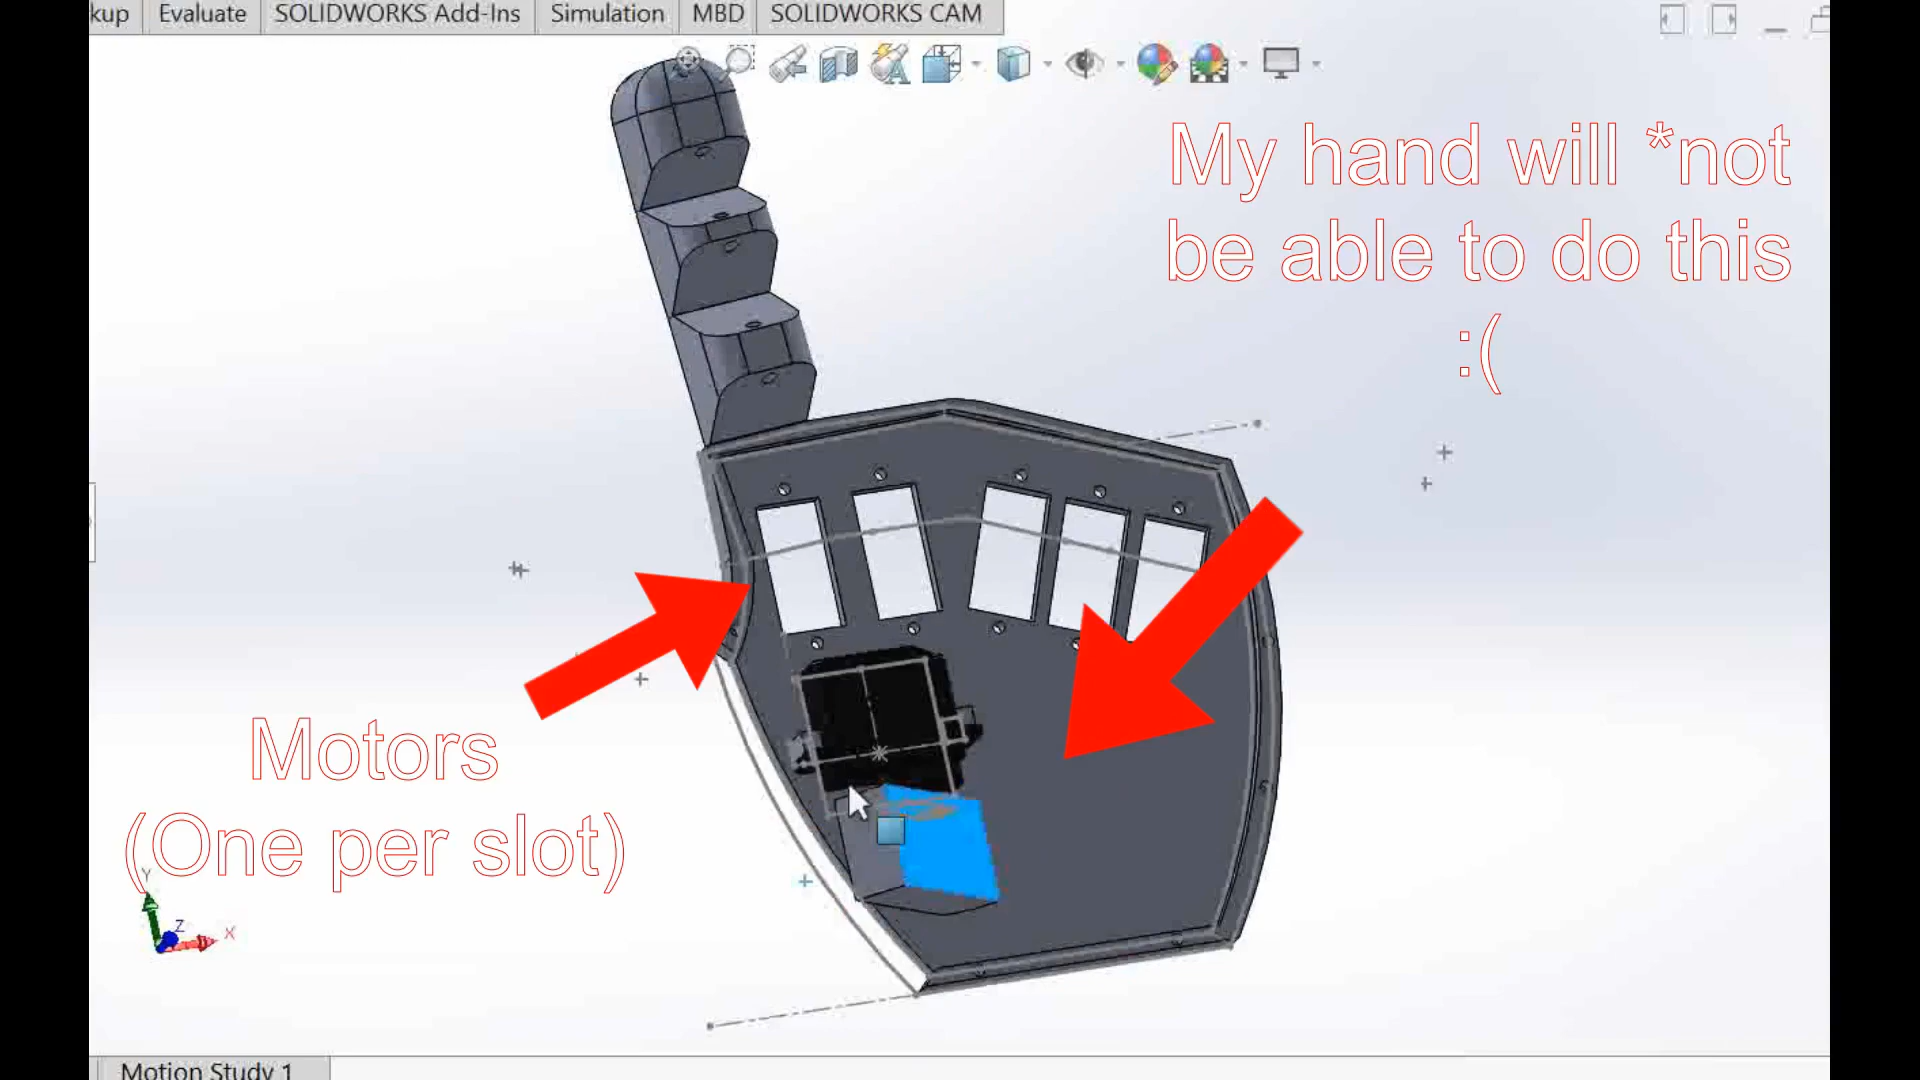 kup Evaluate SOLIDWORKS Add-Ins Simulation MBD SOLIDWORKS CAM
My hand will *not
be able to do this
:(
Motors
(One per slot)
Y
Z
X
Motion Study 1